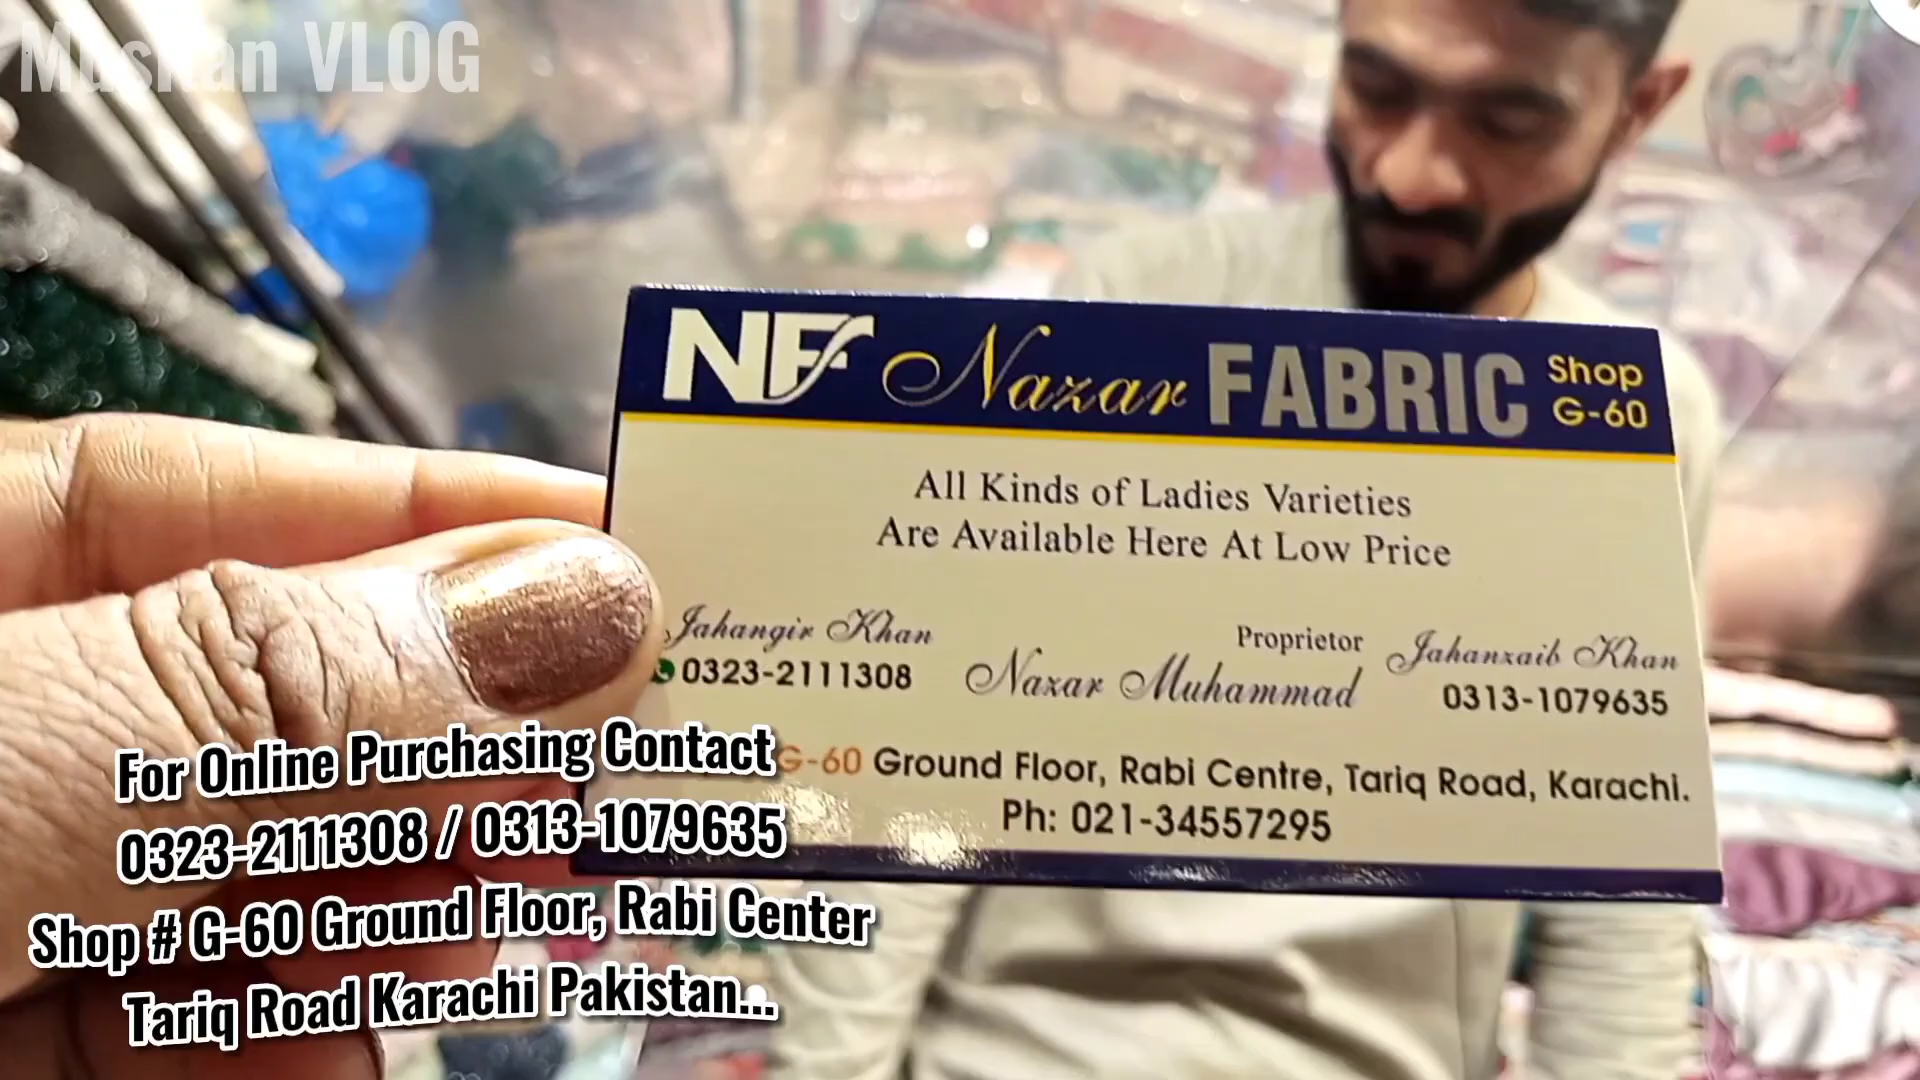 Muskan VLOG
NF Nazar FABRIC Shop
G-60
All Kinds of Ladies Varieties
Are Available Here At Low Price
Jahangir Khan
0323-2111308
Proprietor
Nazar Muhammad
Jahanzaib Khan
0313-1079635
G-60 Ground Floor, Rabi Centre, Tariq Road, Karachi.
Ph: 021-34557295
For Online Purchasing Contact
0323-2111308 / 0313-1079635
Shop # G-60 Ground Floor, Rabi Center
Tariq Road Karachi Pakistan...